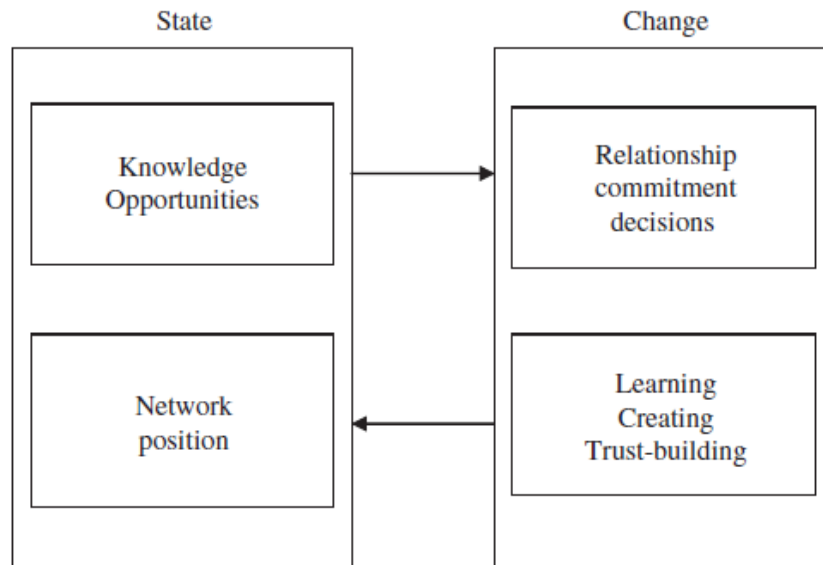 State
Change
Knowledge
Opportunities
Relationship
commitment
decisions
Network
position
Learning
Creating
Trust-building